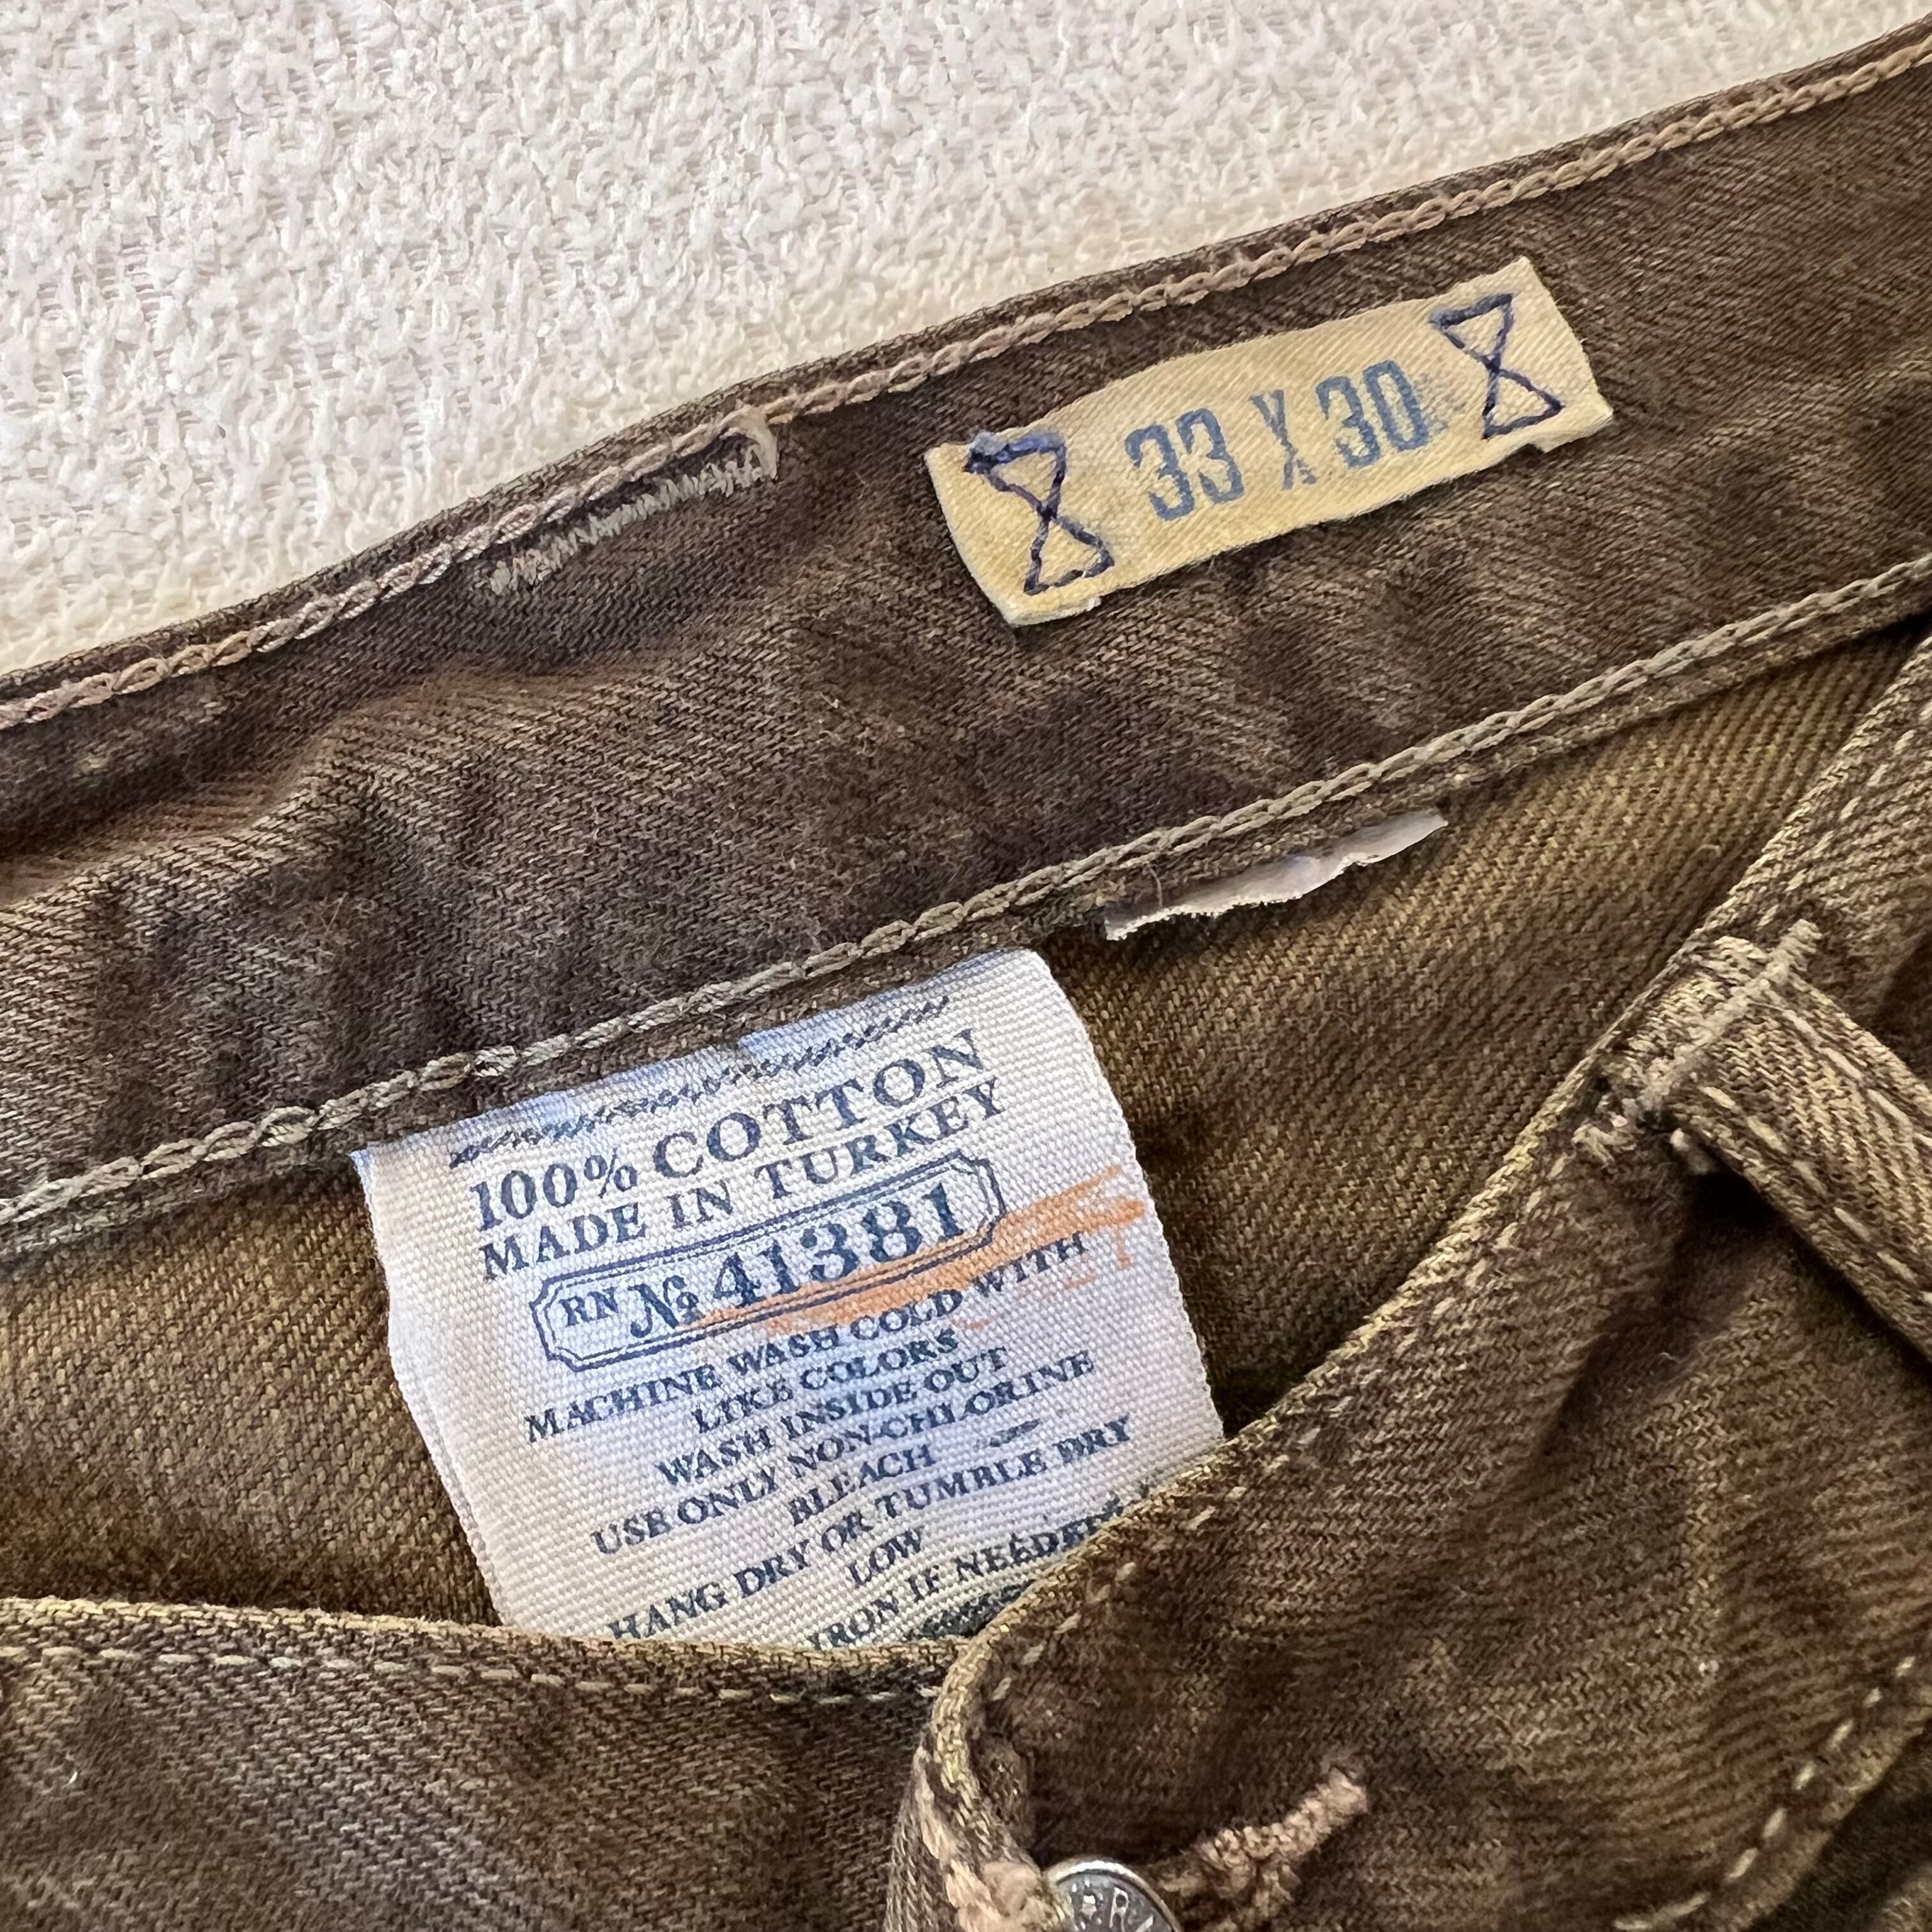 33 X 30
100% COTTON
MADE IN TURKEY
RN № 41381
MACHINE WASH COLD WITH
LIKE COLORS
WASH INSIDE OUT
USE ONLY NON-CHLORINE
BLEACH
HANG DRY OR TUMBLE DRY
LOW
IRON IF NEEDED